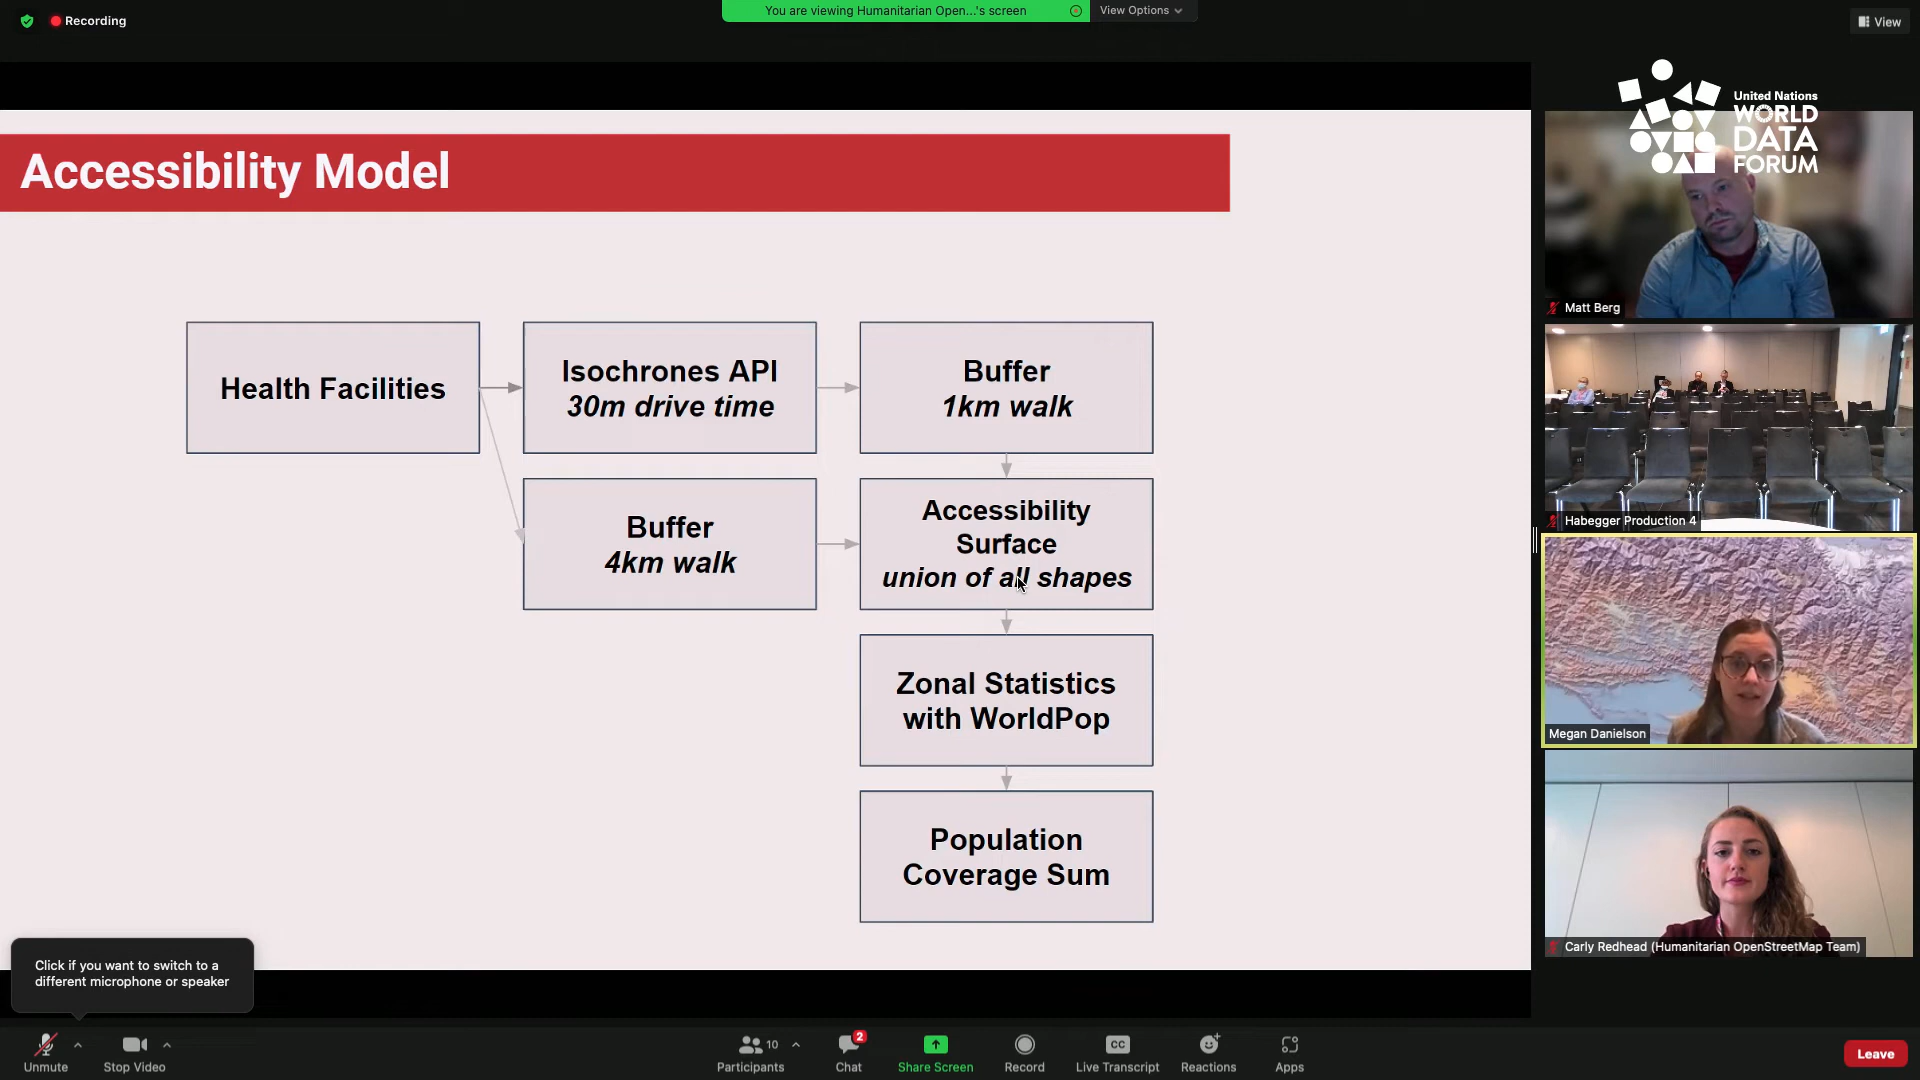 Recording
You are viewing Humanitarian Open...'s screen
View Options
View
United Nations
WORLD
DATA
FORUM
Accessibility Model
Health Facilities
Isochrones API
30m drive time
Buffer
1km walk
Buffer
4km walk
Accessibility
Surface
union of all shapes
Zonal Statistics
with WorldPop
Population
Coverage Sum
Matt Berg
Habegger Production 4
Megan Danielson
Carly Redhead (Humanitarian OpenStreetMap Team)
Click if you want to switch to a
different microphone or speaker
Unmute
Stop Video
10
Participants
2
Chat
Share Screen
Record
CC
Live Transcript
Reactions
Apps
Leave